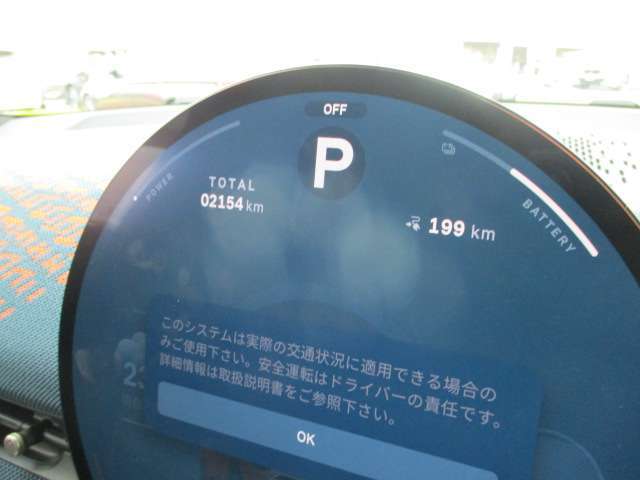 OFF
P
POWER
TOTAL
02154 km
199 km
BATTERY
このシステムは実際の交通状況に適用できる場合の
みご使用下さい。安全運転はドライバーの責任です。
詳細情報は取扱説明書をご参照下さい。
OK